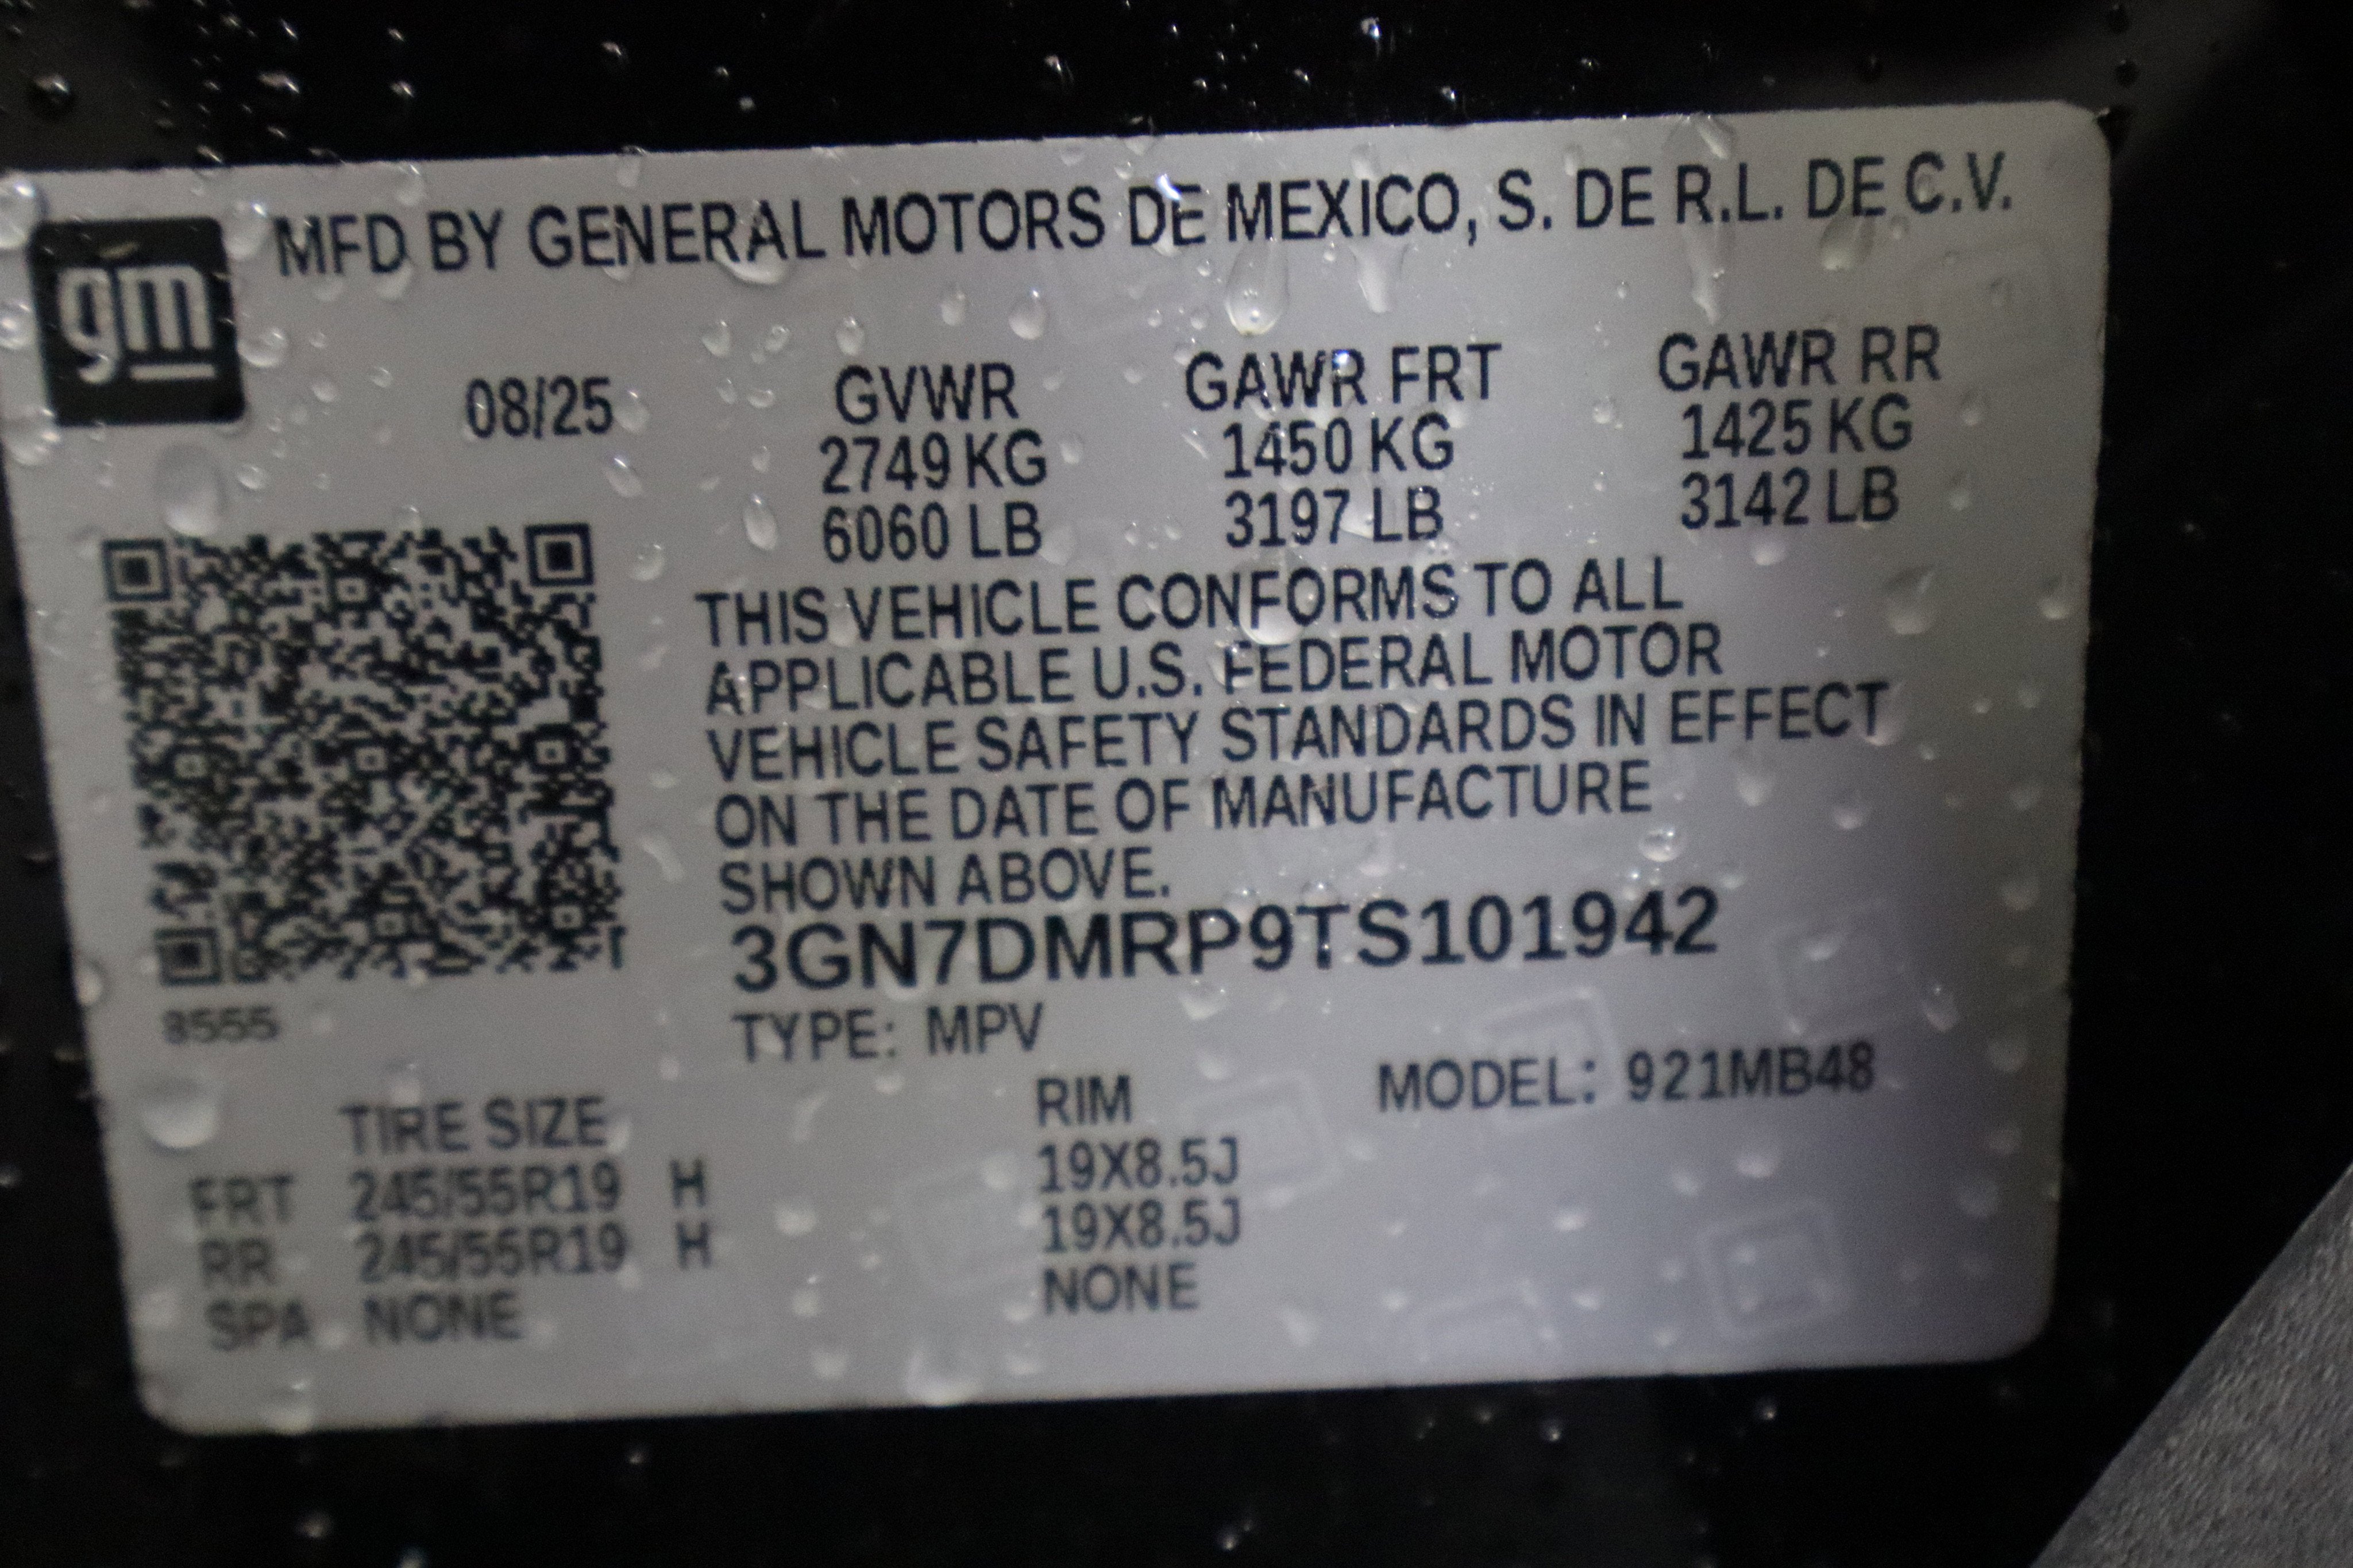 gm
MFD BY GENERAL MOTORS DE MEXICO, S. DE R.L. DE C.V.
08/25 GVWR GAWR FRT GAWR RR
2749 KG 1450 KG 1425 KG
6060 LB 3197 LB 3142 LB
THIS VEHICLE CONFORMS TO ALL
APPLICABLE U.S. FEDERAL MOTOR
VEHICLE SAFETY STANDARDS IN EFFECT
ON THE DATE OF MANUFACTURE
SHOWN ABOVE.
3GN7DMRP9TS101942
8555
TYPE: MPV
TIRE SIZE RIM MODEL: 921MB48
FRT 245/55R19 H 19X8.5J
RR 245/55R19 H 19X8.5J
SPA NONE NONE